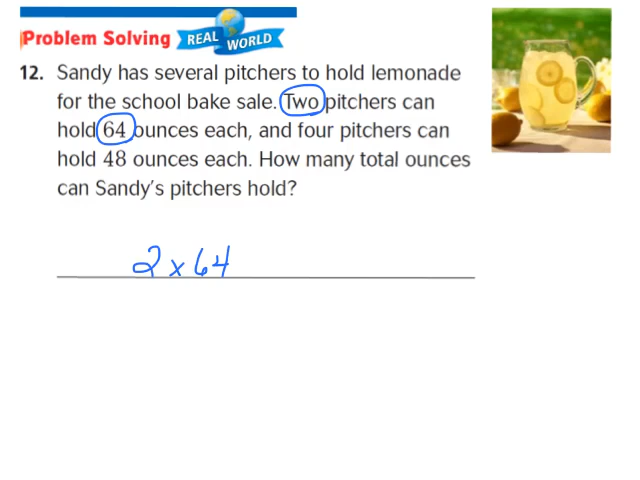 Problem Solving REAL WORLD
12. Sandy has several pitchers to hold lemonade
for the school bake sale. Two pitchers can
hold 64 ounces each, and four pitchers can
hold 48 ounces each. How many total ounces
can Sandy's pitchers hold?
2 x 64